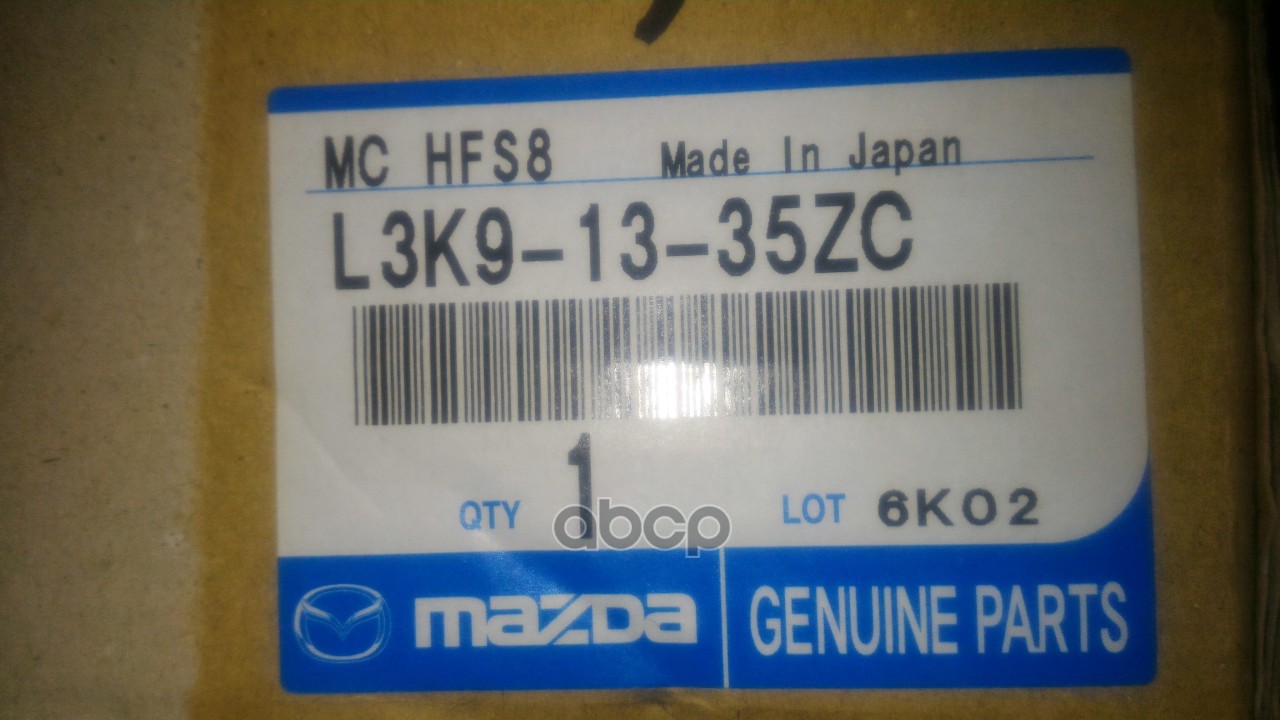 MC HFS8 Made In Japan
L3K9-13-35ZC
QTY 1 LOT 6K02
abcp
mazda GENUINE PARTS